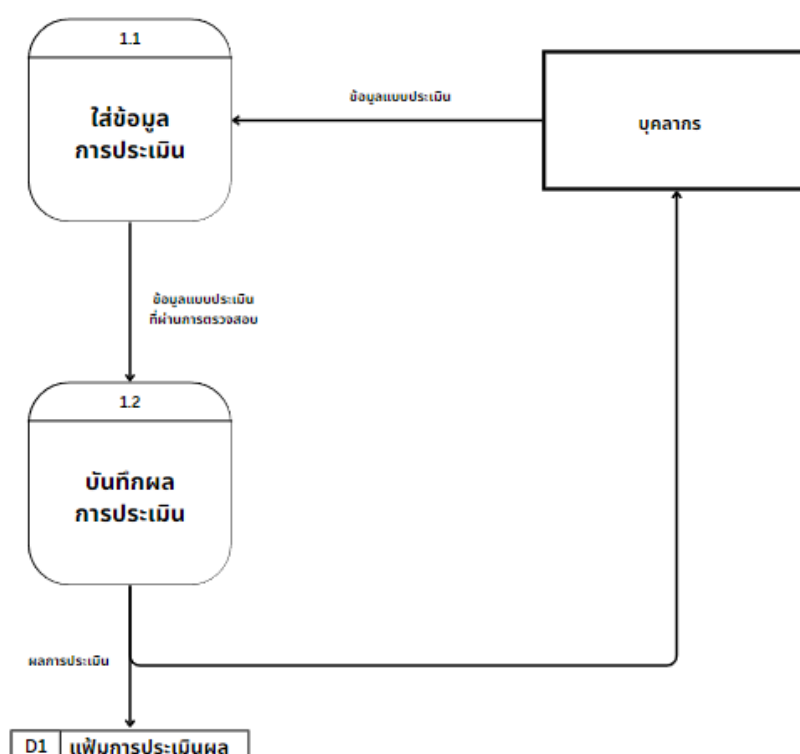 1.1
ใส่ข้อมูล
การประเมิน
ข้อมูลแบบประเมิน
บุคลากร
ข้อมูลแบบประเมิน
ที่ผ่านการตรวจสอบ
1.2
บันทึกผล
การประเมิน
ผลการประเมิน
D1 แฟ้มการประเมินผล